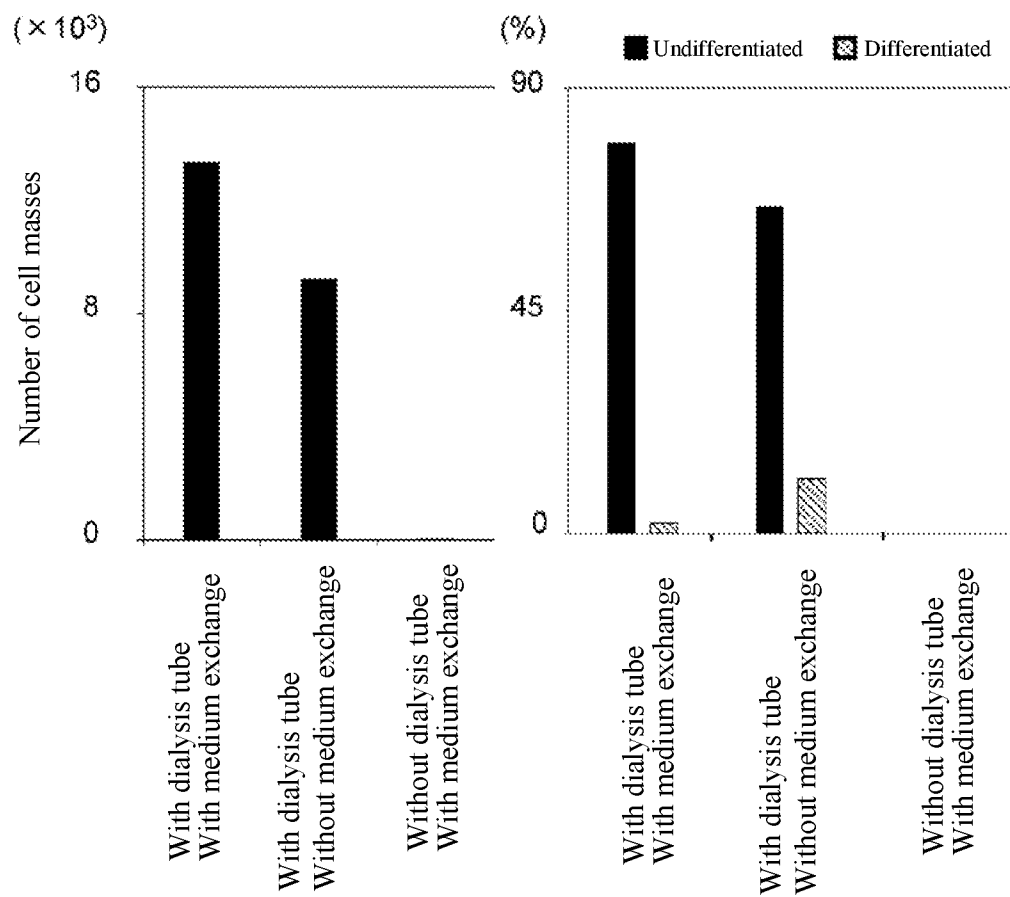 (×10³)
16
8
0
Number of cell masses
With dialysis tube
With medium exchange
With dialysis tube
Without medium exchange
Without dialysis tube
With medium exchange
(%)
Undifferentiated
Differentiated
90
45
0
With dialysis tube
With medium exchange
With dialysis tube
Without medium exchange
Without dialysis tube
With medium exchange